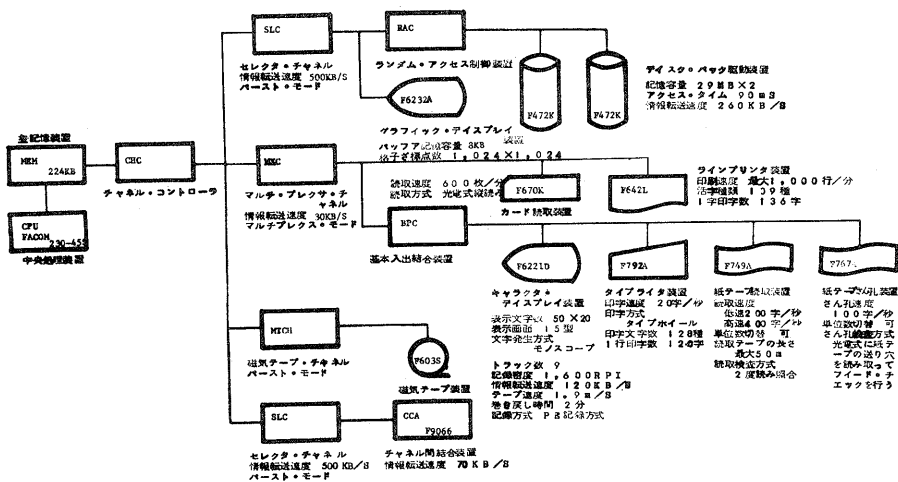 SLC
セレクタ・チャネル
情報転送速度 500KB/S
バースト・モード
RAC
ランダム・アクセス制御装置
F6232A
グラフィック・ディスプレイ
装置
バッファ記憶容量 8KB
格子ざ標点数 1,024×1,024
F472K
F472K
ディスク・パック駆動装置
記憶容量 29MB×2
アクセス・タイム 90mS
情報転送速度 260KB/S
主記憶装置
MEM
224KB
CHC
チャネル・コントローラ
CPU
FACOM
230-45S
中央処理装置
MXC
マルチ・プレクサ・チャ
ネル
情報転送速度 30KB/S
マルチプレクス・モード
読取速度 600枚/分
読取方式 光電式縦読
F670K
カード読取装置
F642L
ラインプリンタ装置
印刷速度 最大1,000行/分
活字種類 109種
1字印字数 136字
BPC
基本入出結合装置
F6221D
キャラクタ・
ディスプレイ装置
表示文字数 50×20
表示画面 15型
文字発生方式
モノスコープ
F792A
タイプライタ装置
印字速度 20字/秒
印字方式
タイプホイール
印字文字数 128種
1行印字数 120字
F749A
紙テープ読取装置
読取速度
低速200字/秒
高速400字/秒
単位数切替 可
読取テープの長さ
最大50m
読取検査方式
2度読み照合
F767
紙テープさん孔装置
さん孔速度
100字/秒
単位数切替 可
さん孔検査方式
光電式に紙テ
ープの送り穴
を読み取って
フイード・チ
エックを行う
MTCH
磁気テープ・チャネル
バースト・モード
F603S
磁気テープ装置
トラック数 9
記録密度 1,600RPI
情報転送速度 120KB/S
テープ速度 1.9m/S
巻き戻し時間 2分
記録方式 PE記録方式
SLC
セレクタ・チャネル
情報転送速度 500KB/S
バースト・モード
CCA
F9066
チャネル間結合装置
情報転送速度 70KB/S